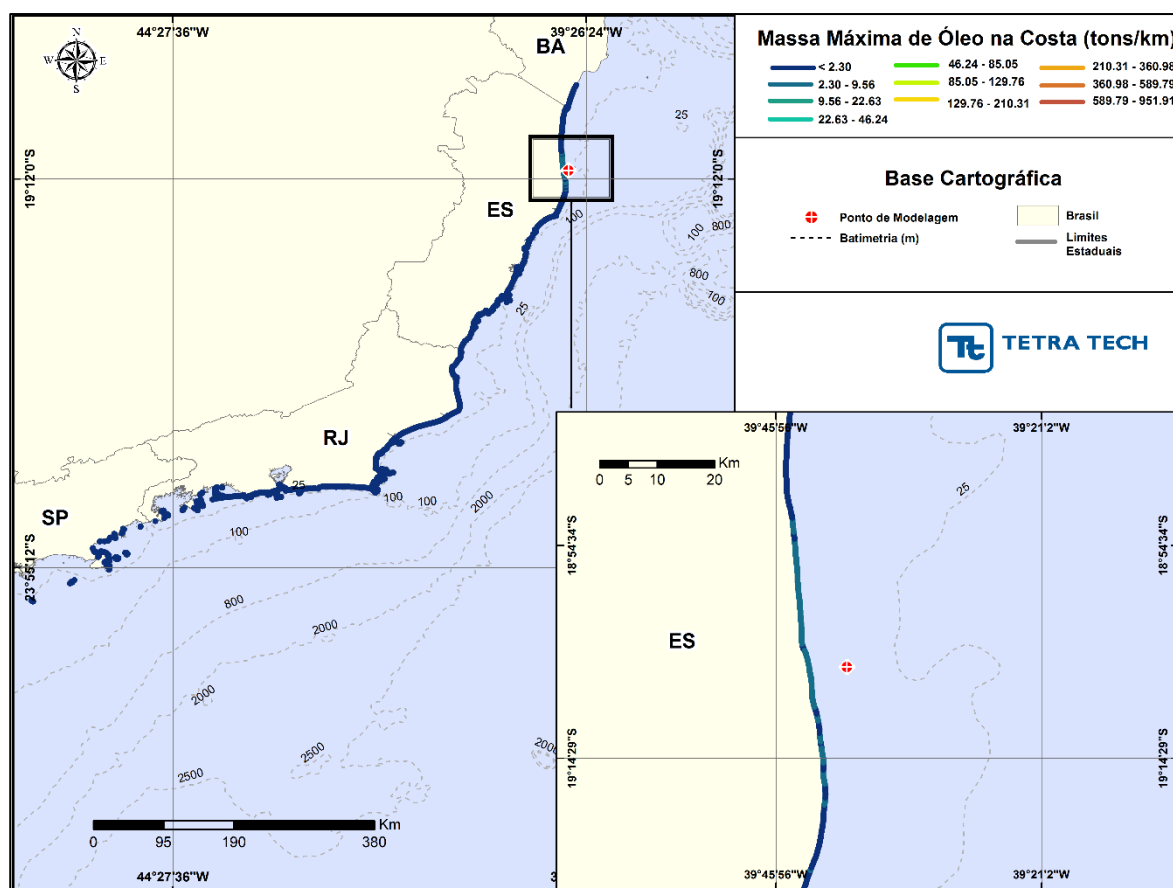 44°27'36"W
39°26'24"W
N
W
E
S
BA
25
19°12'0"S
19°12'0"S
ES
100
100
800
800
100
25
RJ
25
100
100
2000
SP
100
23°55'12"S
800
2000
2000
2500
2500
2000
Km
0 95 190 380
44°27'36"W
Massa Máxima de Óleo na Costa (tons/km)
< 2.30
46.24 - 85.05
210.31 - 360.98
2.30 - 9.56
85.05 - 129.76
360.98 - 589.79
9.56 - 22.63
129.76 - 210.31
589.79 - 951.91
22.63 - 46.24
Base Cartográfica
Ponto de Modelagem
Brasil
Batimetria (m)
Limites
Estaduais
Tt
TETRA TECH
39°45'56"W
39°21'2"W
Km
0 5 10 20
25
18°54'34"S
18°54'34"S
ES
19°14'29"S
19°14'29"S
39°45'56"W
39°21'2"W